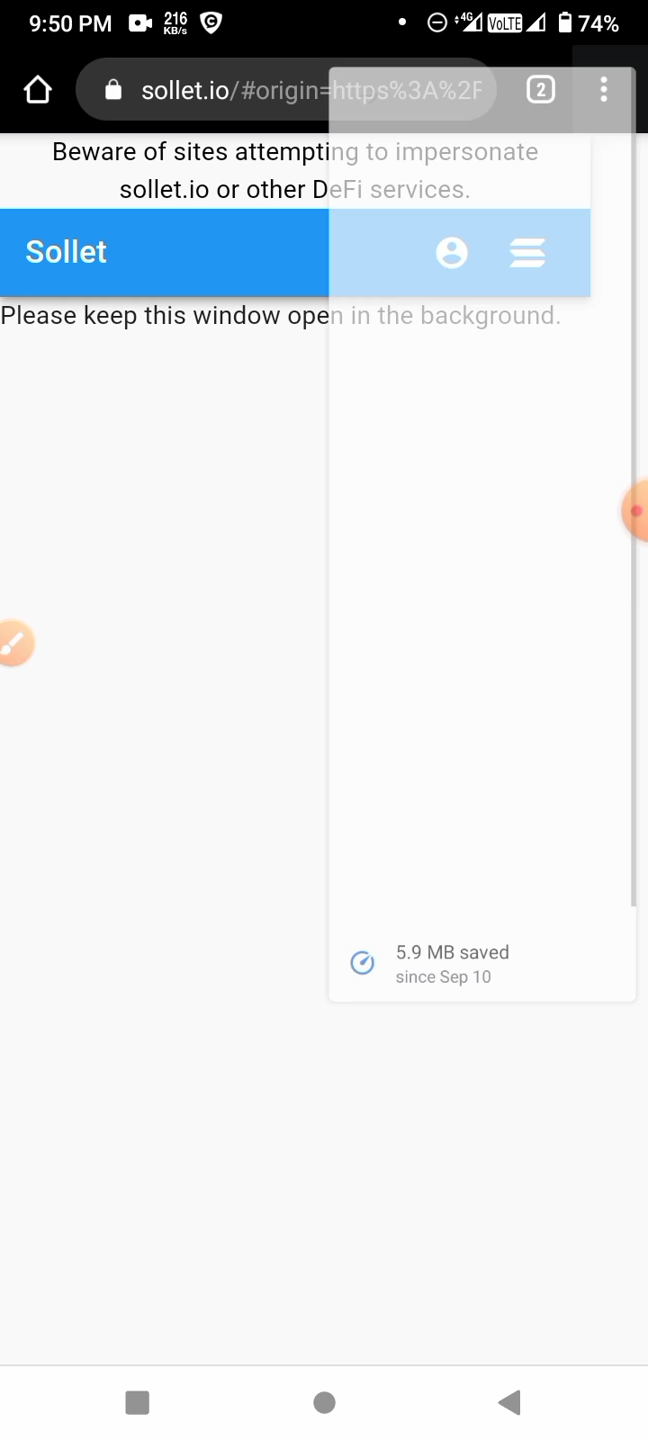 9:50 PM 216 KB/s 4G VoLTE 74%
sollet.io/#origin=https%3A%2F 2
Beware of sites attempting to impersonate
sollet.io or other DeFi services.
Sollet
Please keep this window open in the background.
5.9 MB saved
since Sep 10